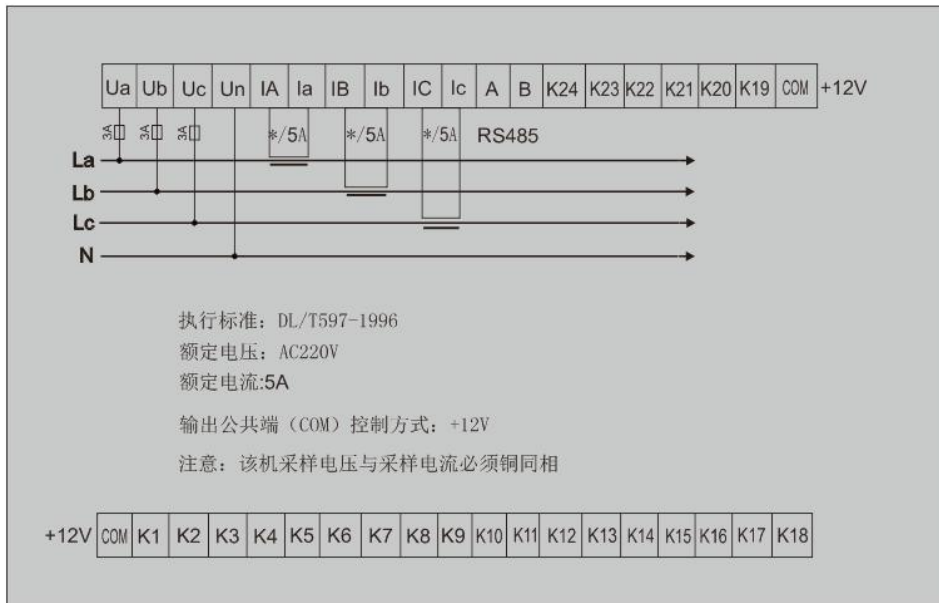 Ua Ub Uc Un IA Ia IB Ib IC Ic A B K24 K23 K22 K21 K20 K19 COM +12V
3A 3A 3A */5A */5A */5A RS485
La
Lb
Lc
N
执行标准：DL/T597-1996
额定电压：AC220V
额定电流:5A
输出公共端（COM）控制方式：+12V
注意：该机采样电压与采样电流必须铜同相
+12V COM K1 K2 K3 K4 K5 K6 K7 K8 K9 K10 K11 K12 K13 K14 K15 K16 K17 K18